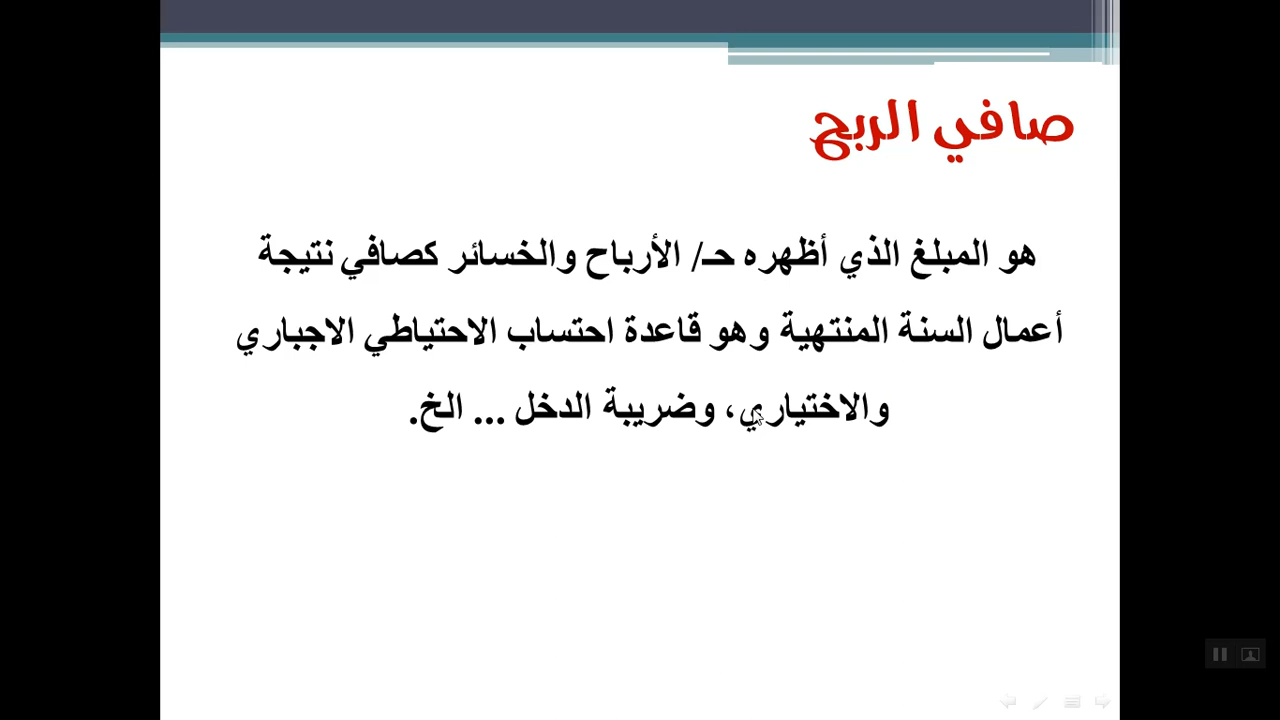 صافي الربح
هو المبلغ الذي أظهره حـ/ الأرباح والخسائر كصافي نتيجة
أعمال السنة المنتهية وهو قاعدة احتساب الاحتياطي الاجباري
والاختياري، وضريبة الدخل ... الخ.